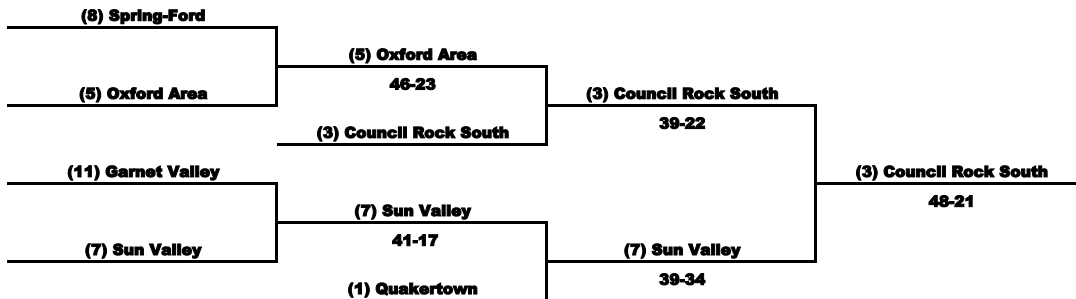 (8) Spring-Ford
(5) Oxford Area
46-23
(5) Oxford Area
(3) Council Rock South
39-22
(3) Council Rock South
(11) Garnet Valley
(3) Council Rock South
48-21
(7) Sun Valley
41-17
(7) Sun Valley
(7) Sun Valley
39-34
(1) Quakertown